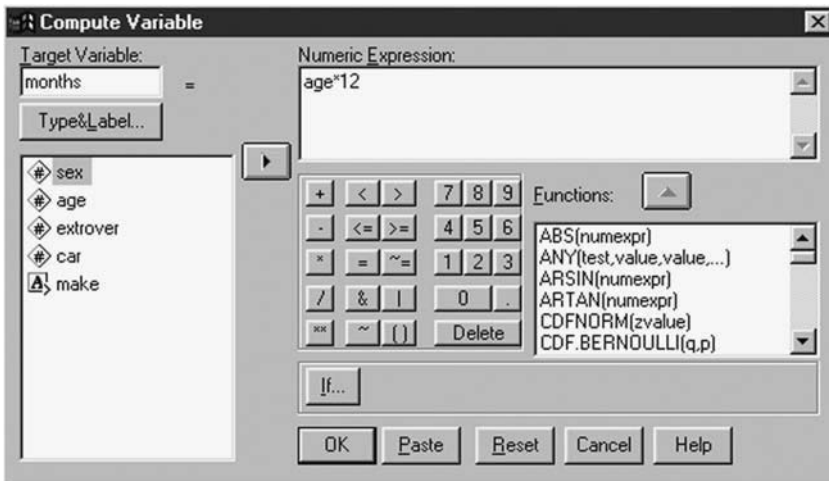 Compute Variable
Target Variable:
months
=
Type&Label...
Numeric Expression:
age*12
# sex
# age
# extrover
# car
A make
+ < > 7 8 9
- <= >= 4 5 6
* = ~= 1 2 3
/ & | 0 .
** ~ () Delete
Functions:
ABS(numexpr)
ANY(test,value,value,...)
ARSIN(numexpr)
ARTAN(numexpr)
CDFNORM(zvalue)
CDF.BERNOULLI(q,p)
If...
OK Paste Reset Cancel Help